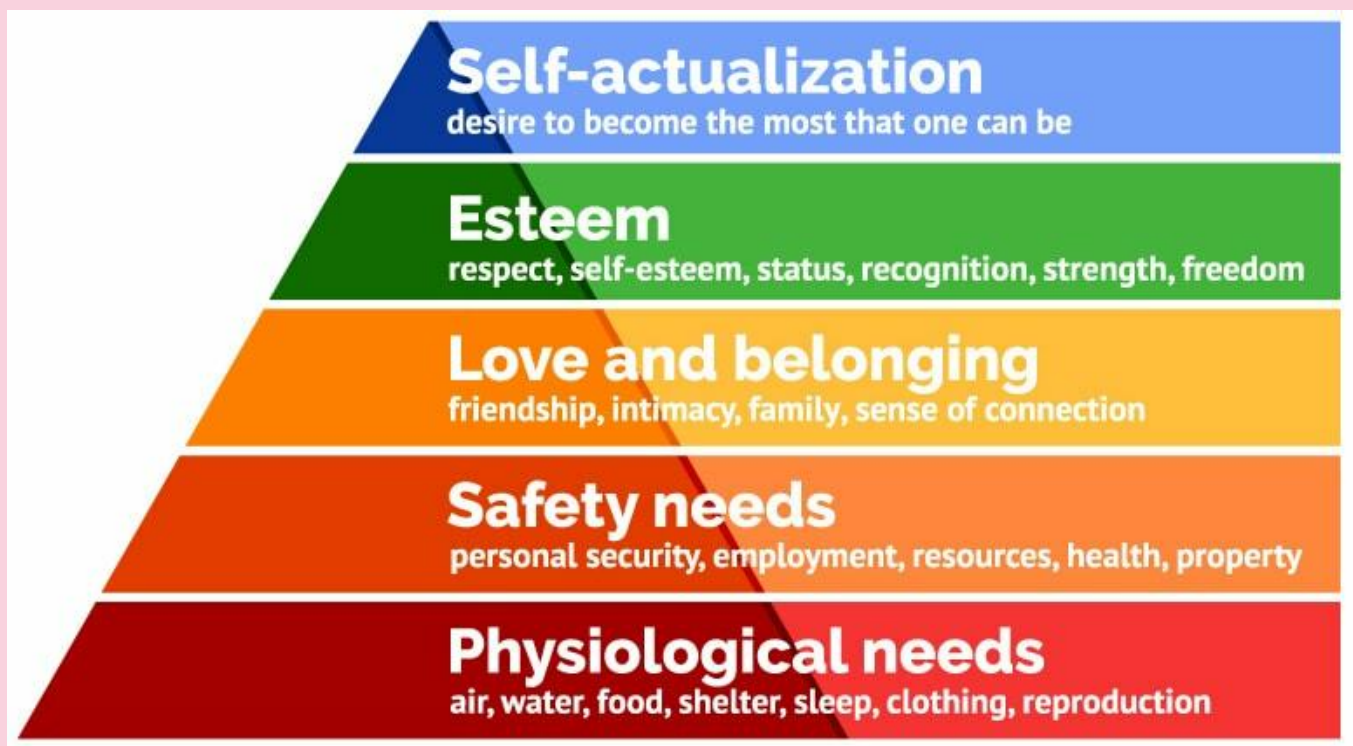 Self-actualization
desire to become the most that one can be
Esteem
respect, self-esteem, status, recognition, strength, freedom
Love and belonging
friendship, intimacy, family, sense of connection
Safety needs
personal security, employment, resources, health, property
Physiological needs
air, water, food, shelter, sleep, clothing, reproduction